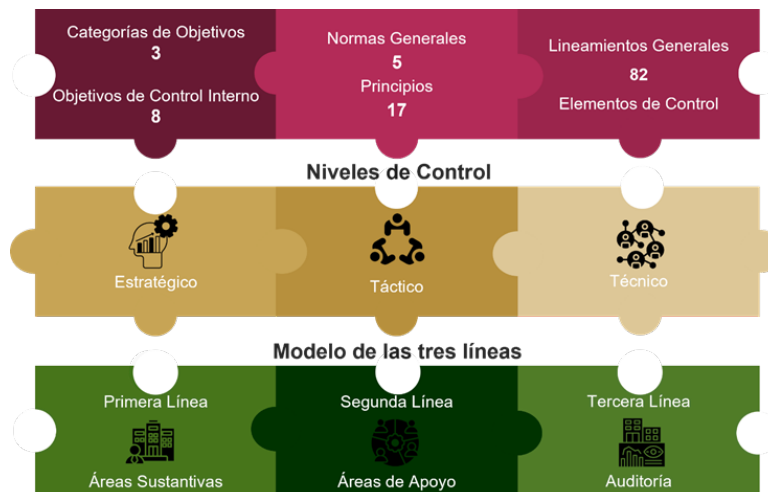 Categorías de Objetivos
3
Objetivos de Control Interno
8
Normas Generales
5
Principios
17
Lineamientos Generales
82
Elementos de Control
Niveles de Control
Estratégico
Táctico
Técnico
Modelo de las tres líneas
Primera Línea
Áreas Sustantivas
Segunda Línea
Áreas de Apoyo
Tercera Línea
Auditoría